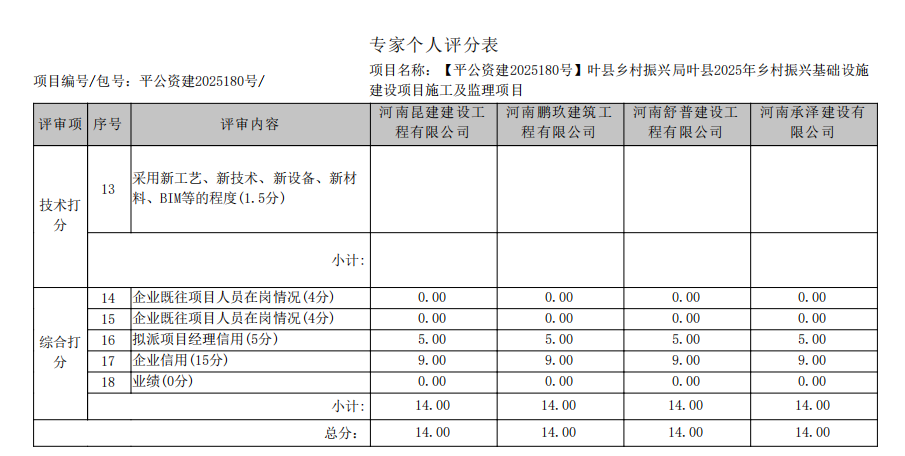 专家个人评分表
项目编号/包号：平公资建2025180号/
项目名称：【平公资建2025180号】叶县乡村振兴局叶县2025年乡村振兴基础设施
建设项目施工及监理项目
评审项 序号 评审内容 河南昆建建设工程有限公司 河南鹏玖建筑工程有限公司 河南舒普建设工程有限公司 河南承泽建设有限公司
技术打分
13 采用新工艺、新技术、新设备、新材
料、BIM等的程度(1.5分)
小计:
综合打分
14 企业既往项目人员在岗情况(4分) 0.00 0.00 0.00 0.00
15 企业既往项目人员在岗情况(4分) 0.00 0.00 0.00 0.00
16 拟派项目经理信用(5分) 5.00 5.00 5.00 5.00
17 企业信用(15分) 9.00 9.00 9.00 9.00
18 业绩(0分) 0.00 0.00 0.00 0.00
小计: 14.00 14.00 14.00 14.00
总分： 14.00 14.00 14.00 14.00